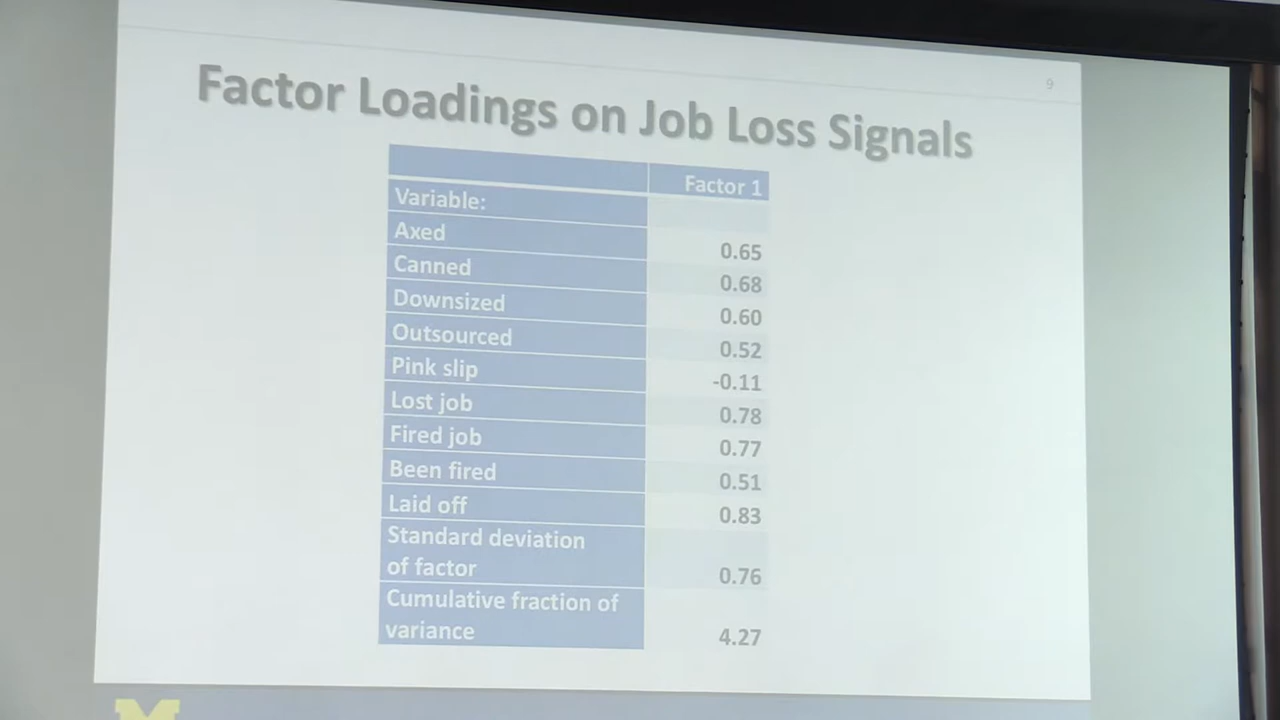 9
Factor Loadings on Job Loss Signals
Factor 1
Variable:
Axed 0.65
Canned 0.68
Downsized 0.60
Outsourced 0.52
Pink slip -0.11
Lost job 0.78
Fired job 0.77
Been fired 0.51
Laid off 0.83
Standard deviation
of factor 0.76
Cumulative fraction of
variance 4.27
M